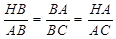 HB/AB = BA/BC = HA/AC